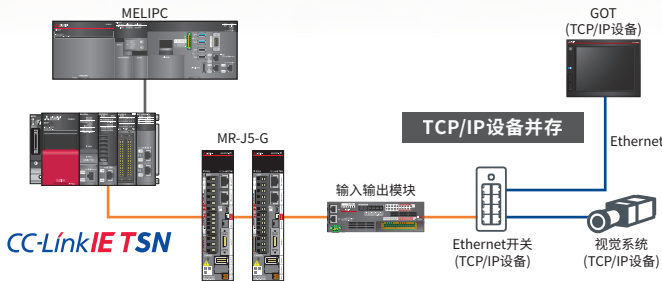 MELIPC
GOT
(TCP/IP设备)
TCP/IP设备并存
Ethernet
MR-J5-G
输入输出模块
CC-Link IE TSN
Ethernet开关
(TCP/IP设备)
视觉系统
(TCP/IP设备)